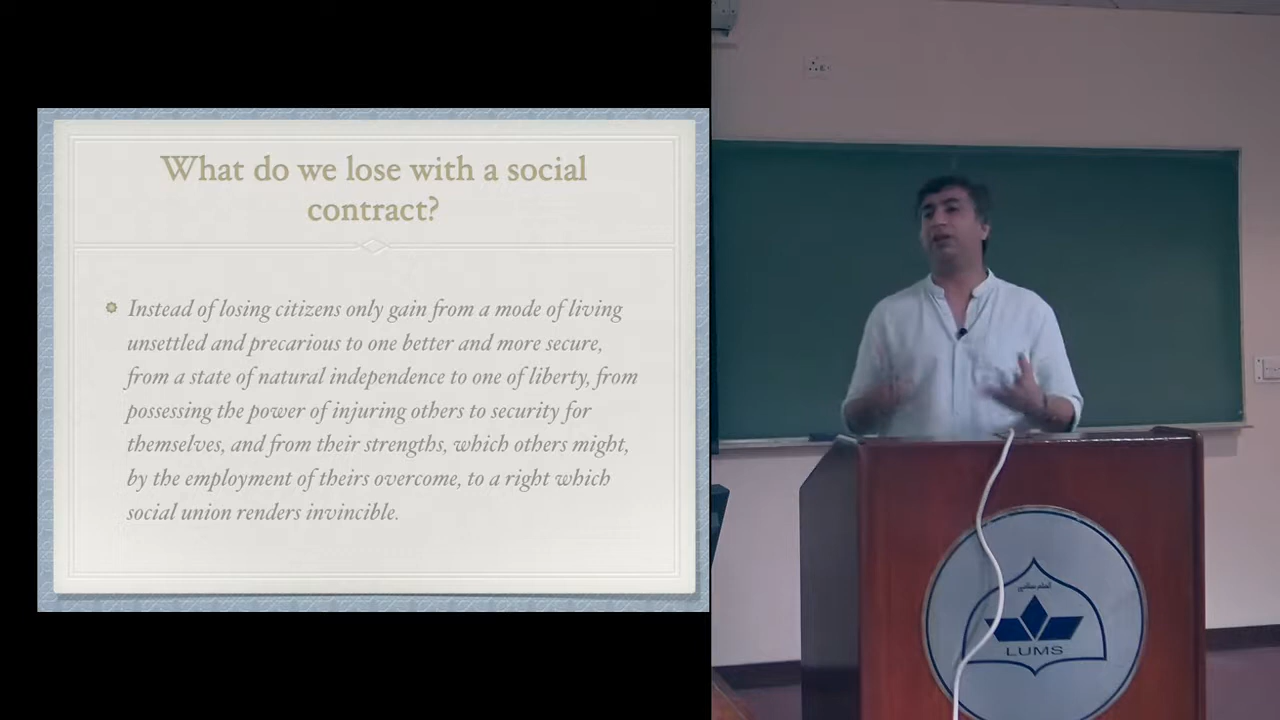 What do we lose with a social
contract?
Instead of losing citizens only gain from a mode of living
unsettled and precarious to one better and more secure,
from a state of natural independence to one of liberty, from
possessing the power of injuring others to security for
themselves, and from their strengths, which others might,
by the employment of theirs overcome, to a right which
social union renders invincible.
LUMS